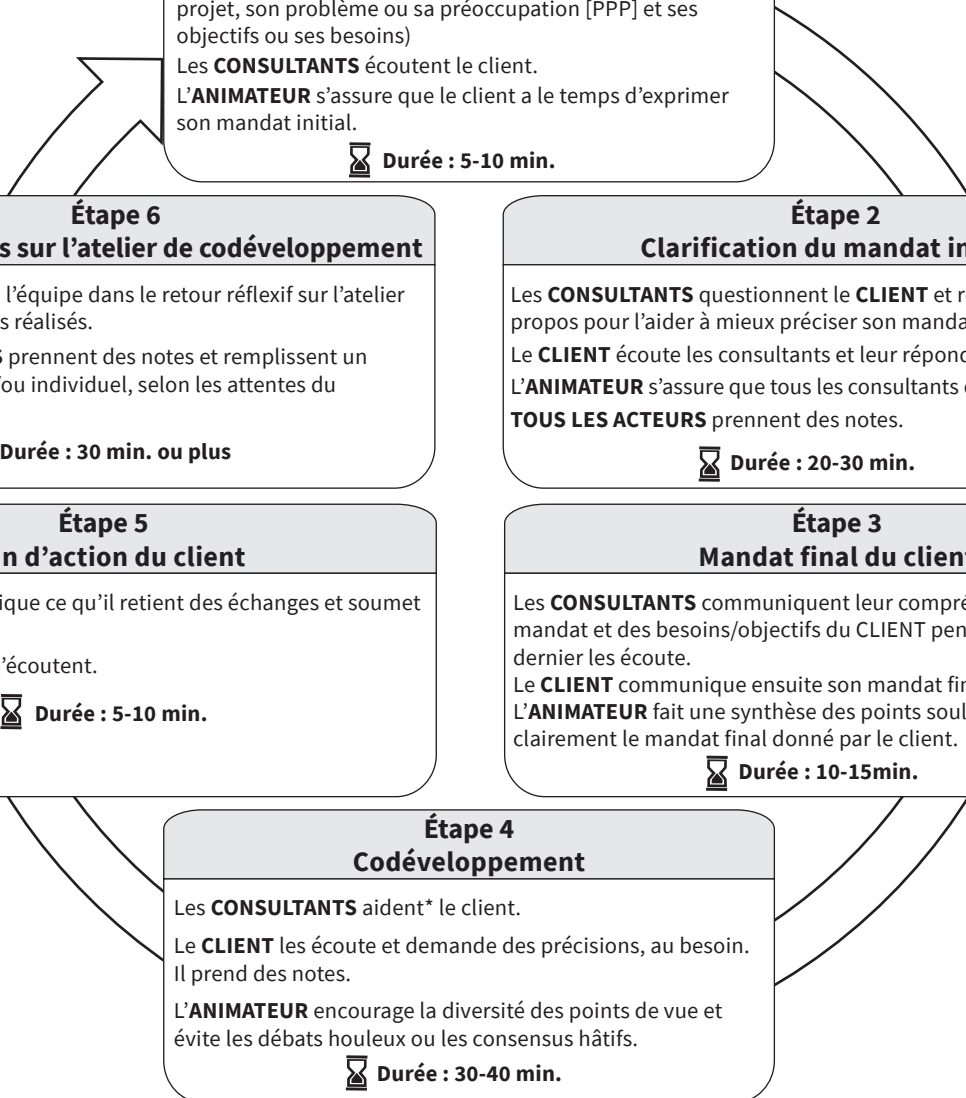 projet, son problème ou sa préoccupation [PPP] et ses
objectifs ou ses besoins)
Les CONSULTANTS écoutent le client.
L’ANIMATEUR s’assure que le client a le temps d’exprimer
son mandat initial.
Durée : 5-10 min.
Étape 6
s sur l’atelier de codéveloppement
l’équipe dans le retour réflexif sur l’atelier
s réalisés.
S prennent des notes et remplissent un
/ou individuel, selon les attentes du
Durée : 30 min. ou plus
Étape 2
Clarification du mandat in
Les CONSULTANTS questionnent le CLIENT et r
propos pour l’aider à mieux préciser son manda
Le CLIENT écoute les consultants et leur répond
L’ANIMATEUR s’assure que tous les consultants
TOUS LES ACTEURS prennent des notes.
Durée : 20-30 min.
Étape 5
n d’action du client
ique ce qu’il retient des échanges et soumet
’écoutent.
Durée : 5-10 min.
Étape 3
Mandat final du client
Les CONSULTANTS communiquent leur compré
mandat et des besoins/objectifs du CLIENT pen
dernier les écoute.
Le CLIENT communique ensuite son mandat fin
L’ANIMATEUR fait une synthèse des points soul
clairement le mandat final donné par le client.
Durée : 10-15min.
Étape 4
Codéveloppement
Les CONSULTANTS aident* le client.
Le CLIENT les écoute et demande des précisions, au besoin.
Il prend des notes.
L’ANIMATEUR encourage la diversité des points de vue et
évite les débats houleux ou les consensus hâtifs.
Durée : 30-40 min.